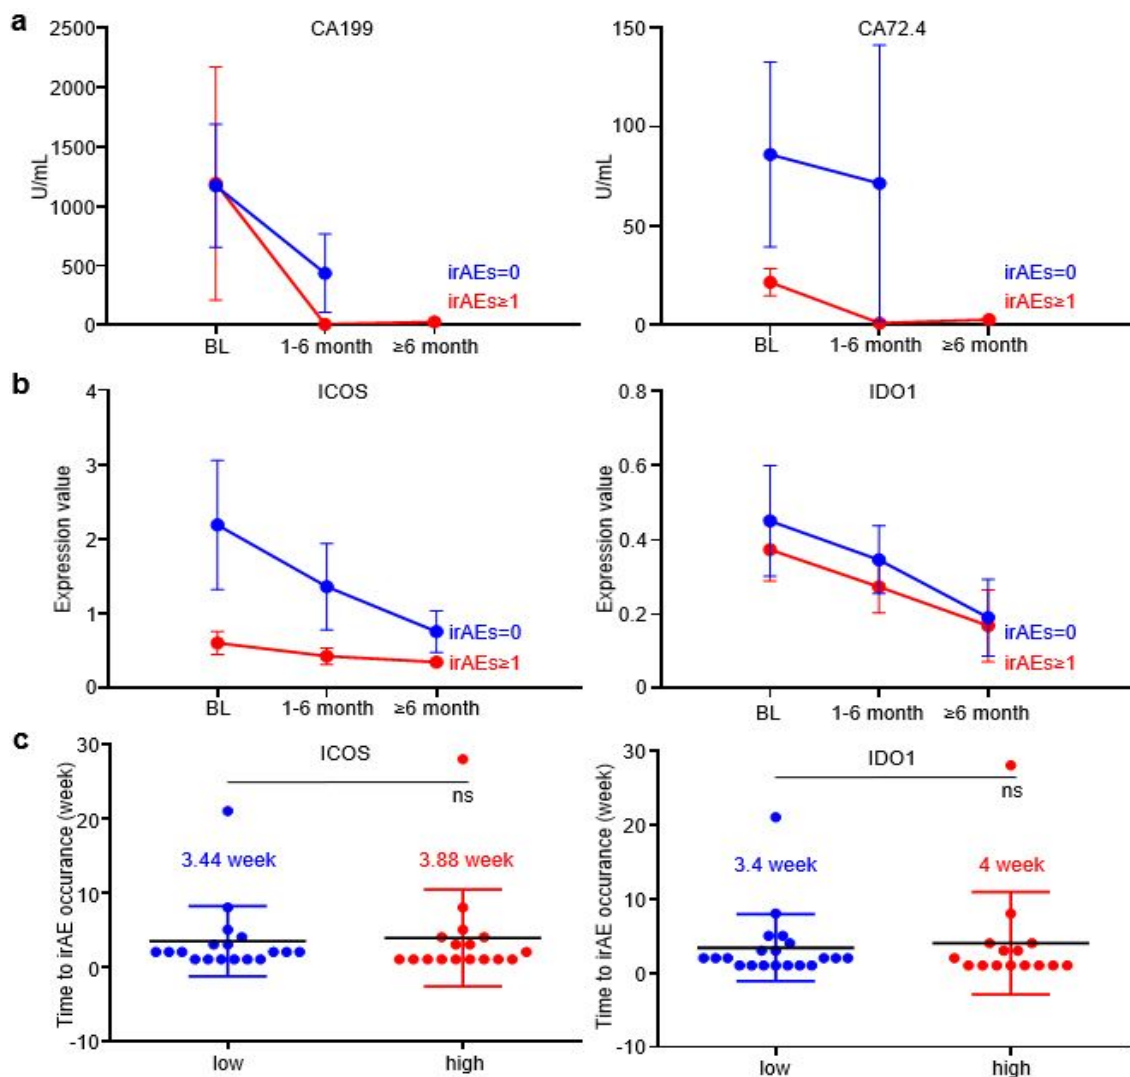 a
CA199
2500
2000
1500
1000
500
0
U/mL
irAEs=0
irAEs≥1
BL
1-6 month
≥6 month
CA72.4
150
100
50
0
U/mL
irAEs=0
irAEs≥1
BL
1-6 month
≥6 month
b
ICOS
4
3
2
1
0
Expression value
irAEs=0
irAEs≥1
BL
1-6 month
≥6 month
IDO1
0.8
0.6
0.4
0.2
0
Expression value
irAEs=0
irAEs≥1
BL
1-6 month
≥6 month
c
ICOS
30
20
10
0
-10
Time to irAE occurance (week)
ns
3.44 week
3.88 week
low
high
IDO1
30
20
10
0
-10
Time to irAE occurance (week)
ns
3.4 week
4 week
low
high